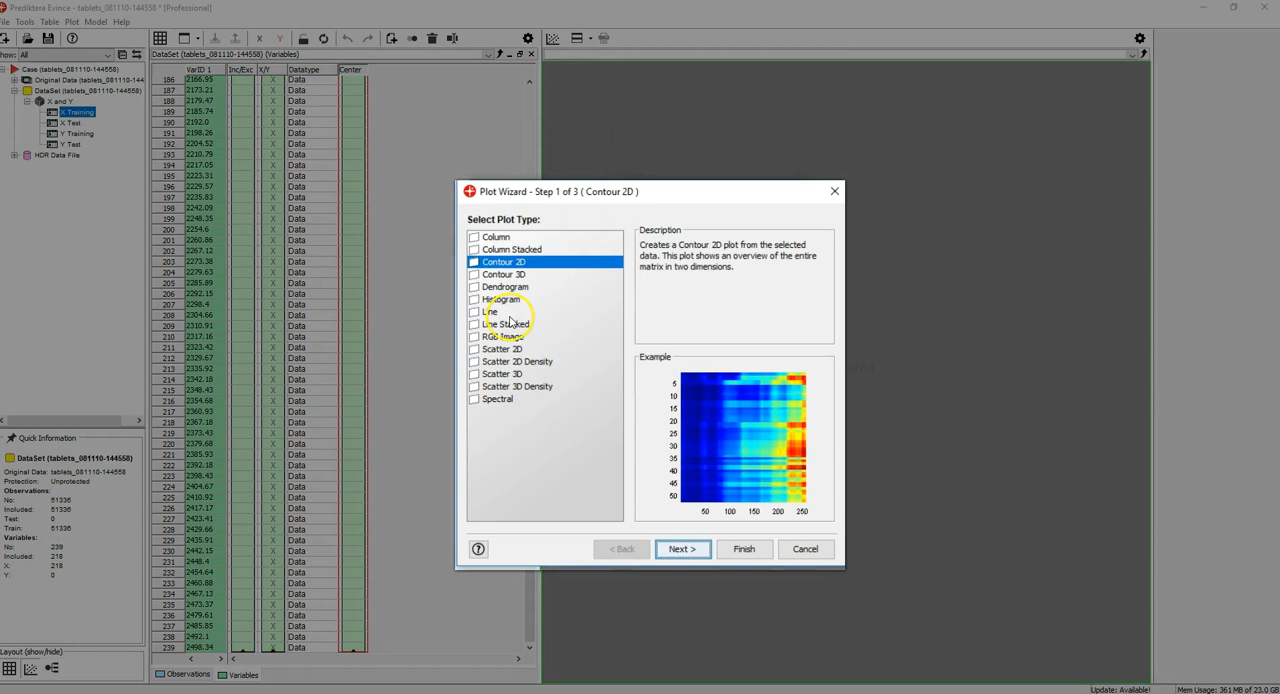 Prediktera Evince - tablets_081110-144558 * [Professional]
File Tools Table Plot Model Help
Show: All
DataSet (tablets_081110-144558) (Variables)
Case (tablets_081110-144558)
Original Data (tablets_081110-144
DataSet (tablets_081110-144558)
X and Y
X Training
X Test
Y Training
Y Test
HDR Data File
VarID 1 Inc/Exc X/Y Datatype Center
186 2166.95 X Data
187 2173.21 X Data
188 2179.47 X Data
189 2185.74 X Data
190 2192.0 X Data
191 2198.26 X Data
192 2204.52 X Data
193 2210.79 X Data
194 2217.05 X Data
195 2223.31 X Data
196 2229.57 X Data
197 2235.83 X Data
198 2242.09 X Data
199 2248.35 X Data
200 2254.6 X Data
201 2260.86 X Data
202 2267.12 X Data
203 2273.38 X Data
204 2279.63 X Data
205 2285.89 X Data
206 2292.15 X Data
207 2298.4 X Data
208 2304.66 X Data
209 2310.91 X Data
210 2317.16 X Data
211 2323.42 X Data
212 2329.67 X Data
213 2335.92 X Data
214 2342.18 X Data
215 2348.43 X Data
216 2354.68 X Data
217 2360.93 X Data
218 2367.18 X Data
219 2373.43 X Data
220 2379.68 X Data
221 2385.93 X Data
222 2392.18 X Data
223 2398.43 X Data
224 2404.67 X Data
225 2410.92 X Data
226 2417.17 X Data
227 2423.41 X Data
228 2429.66 X Data
229 2435.91 X Data
230 2442.15 X Data
231 2448.4 X Data
232 2454.64 X Data
233 2460.88 X Data
234 2467.13 X Data
235 2473.37 X Data
236 2479.61 X Data
237 2485.85 X Data
238 2492.1 X Data
239 2498.34 X Data
Observations Variables
Quick Information
DataSet (tablets_081110-144558)
Original Data: tablets_081110-144558
Protection: Unprotected
Observations:
No: 51336
Included: 51336
Test: 0
Train: 51336
Variables:
No: 239
Included: 218
X: 218
Y: 0
Layout (show/hide)
Plot Wizard - Step 1 of 3 ( Contour 2D )
Select Plot Type:
Column
Column Stacked
Contour 2D
Contour 3D
Dendrogram
Histogram
Line
Line Stacked
RGB Image
Scatter 2D
Scatter 2D Density
Scatter 3D
Scatter 3D Density
Spectral
Description
Creates a Contour 2D plot from the selected
data. This plot shows an overview of the entire
matrix in two dimensions.
Example
5
10
15
20
25
30
35
40
45
50
50 100 150 200 250
< Back Next > Finish Cancel
Update: Available! Mem Usage: 361 MB of 23.0 GB